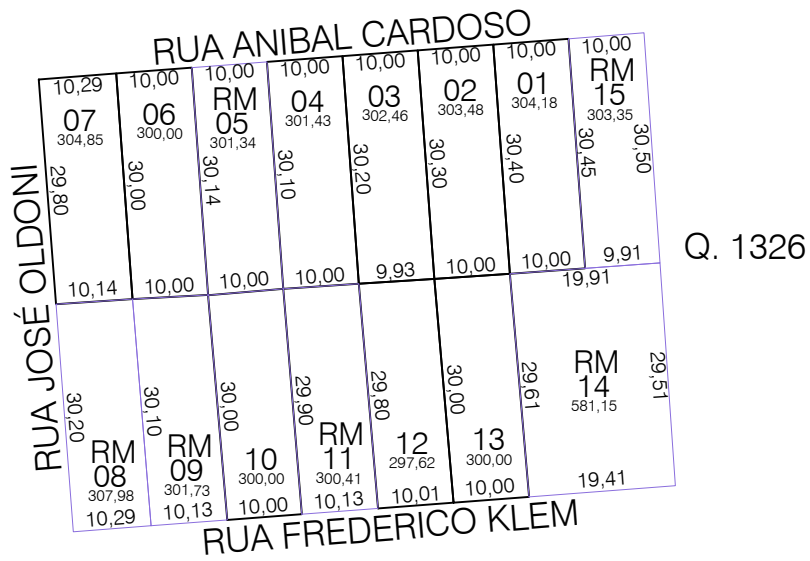 RUA ANIBAL CARDOSO
10,29 10,00 10,00 10,00 10,00 10,00 10,00 10,00
07
304,85
06
300,00
RM
05
301,34
04
301,43
03
302,46
02
303,48
01
304,18
RM
15
303,35
29,80 30,00 30,14 30,10 30,20 30,30 30,40 30,45 30,50
10,14 10,00 10,00 10,00 9,93 10,00 10,00 9,91
RUA JOSÉ OLDONI
Q. 1326
19,91
30,20 30,10 30,00 29,90 29,80 30,00 29,61 29,51
RM
08
307,98
RM
09
301,73
10
300,00
RM
11
300,41
12
297,62
13
300,00
RM
14
581,15
10,29 10,13 10,00 10,13 10,01 10,00 19,41
RUA FREDERICO KLEM